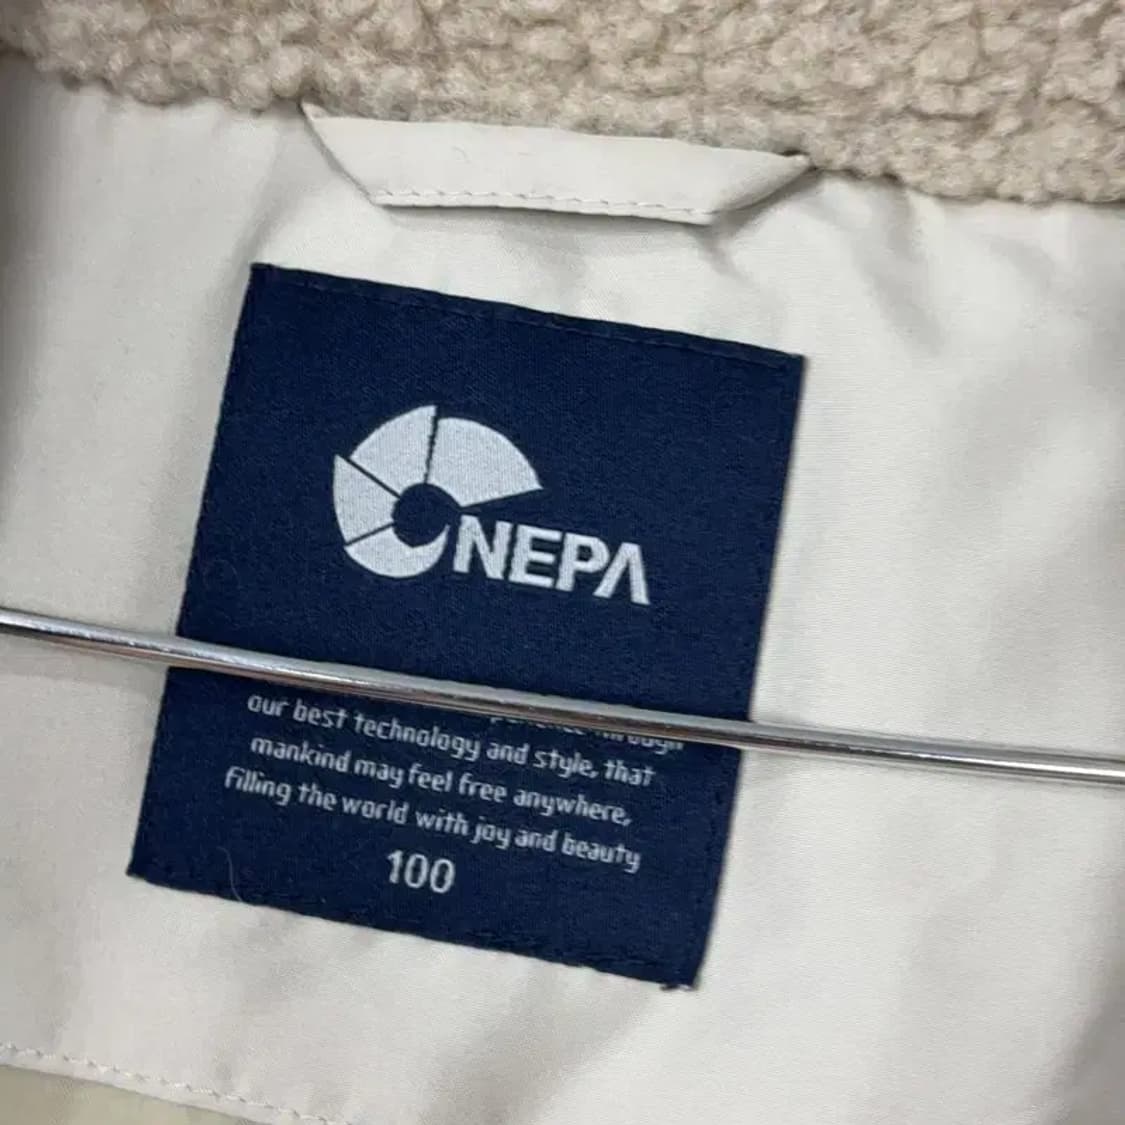 NEPA
through
our best technology and style, that
mankind may feel free anywhere,
filling the world with joy and beauty
100